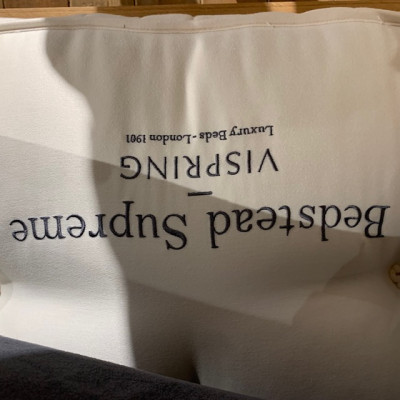 Bedstead Supreme
VISPRING
Luxury Beds - London 1901